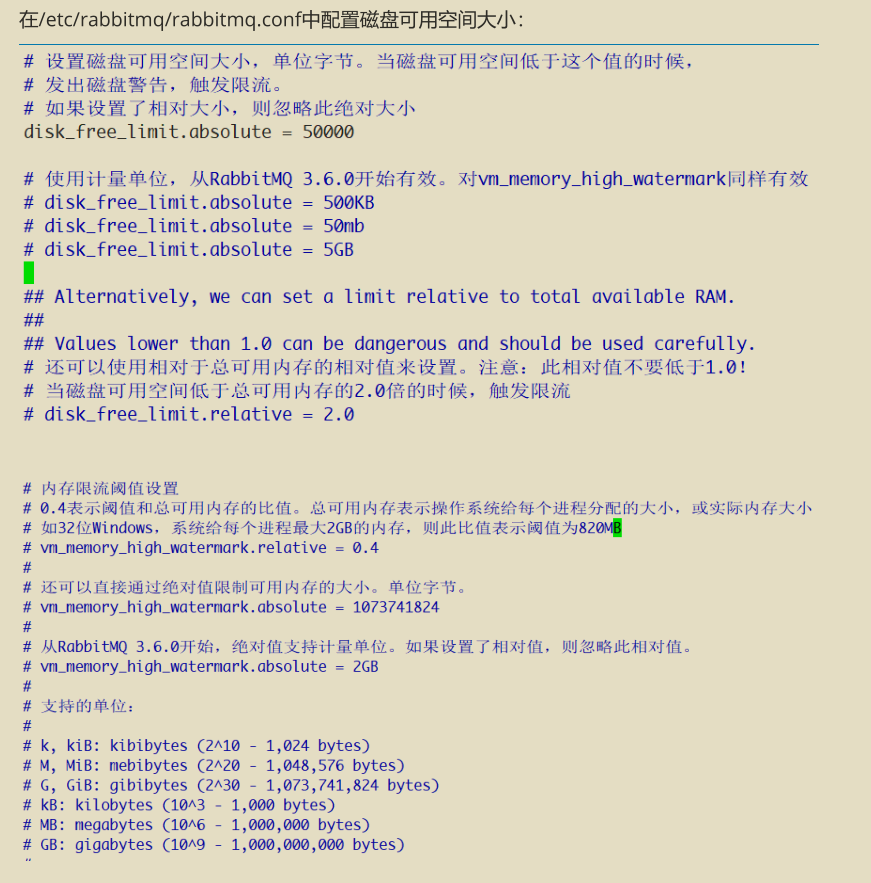 在/etc/rabbitmq/rabbitmq.conf中配置磁盘可用空间大小：
# 设置磁盘可用空间大小，单位字节。当磁盘可用空间低于这个值的时候，
# 发出磁盘警告，触发限流。
# 如果设置了相对大小，则忽略此绝对大小
disk_free_limit.absolute = 50000
# 使用计量单位，从RabbitMQ 3.6.0开始有效。对vm_memory_high_watermark同样有效
# disk_free_limit.absolute = 500KB
# disk_free_limit.absolute = 50mb
# disk_free_limit.absolute = 5GB
## Alternatively, we can set a limit relative to total available RAM.
##
## Values lower than 1.0 can be dangerous and should be used carefully.
# 还可以使用相对于总可用内存的相对值来设置。注意：此相对值不要低于1.0！
# 当磁盘可用空间低于总可用内存的2.0倍的时候，触发限流
# disk_free_limit.relative = 2.0
# 内存限流阈值设置
# 0.4表示阈值和总可用内存的比值。总可用内存表示操作系统给每个进程分配的大小，或实际内存大小
# 如32位Windows，系统给每个进程最大2GB的内存，则此比值表示阈值为820MB
# vm_memory_high_watermark.relative = 0.4
#
# 还可以直接通过绝对值限制可用内存的大小。单位字节。
# vm_memory_high_watermark.absolute = 1073741824
#
# 从RabbitMQ 3.6.0开始，绝对值支持计量单位。如果设置了相对值，则忽略此相对值。
# vm_memory_high_watermark.absolute = 2GB
#
# 支持的单位：
#
# k, kiB: kibibytes (2^10 - 1,024 bytes)
# M, MiB: mebibytes (2^20 - 1,048,576 bytes)
# G, GiB: gibibytes (2^30 - 1,073,741,824 bytes)
# kB: kilobytes (10^3 - 1,000 bytes)
# MB: megabytes (10^6 - 1,000,000 bytes)
# GB: gigabytes (10^9 - 1,000,000,000 bytes)